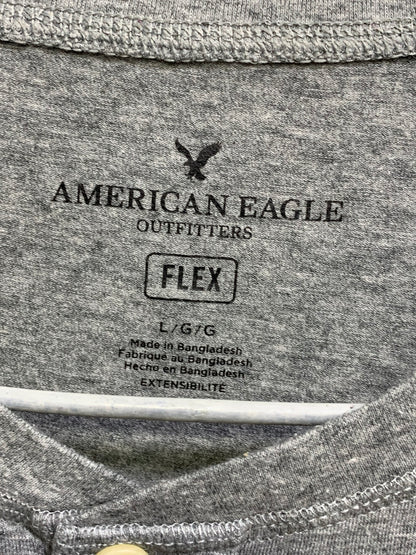 AMERICAN EAGLE
OUTFITTERS
FLEX
L/G/G
Made in Bangladesh
Fabriqué au Bangladesh
Hecho en Bangladesh
EXTENSIBILITÉ